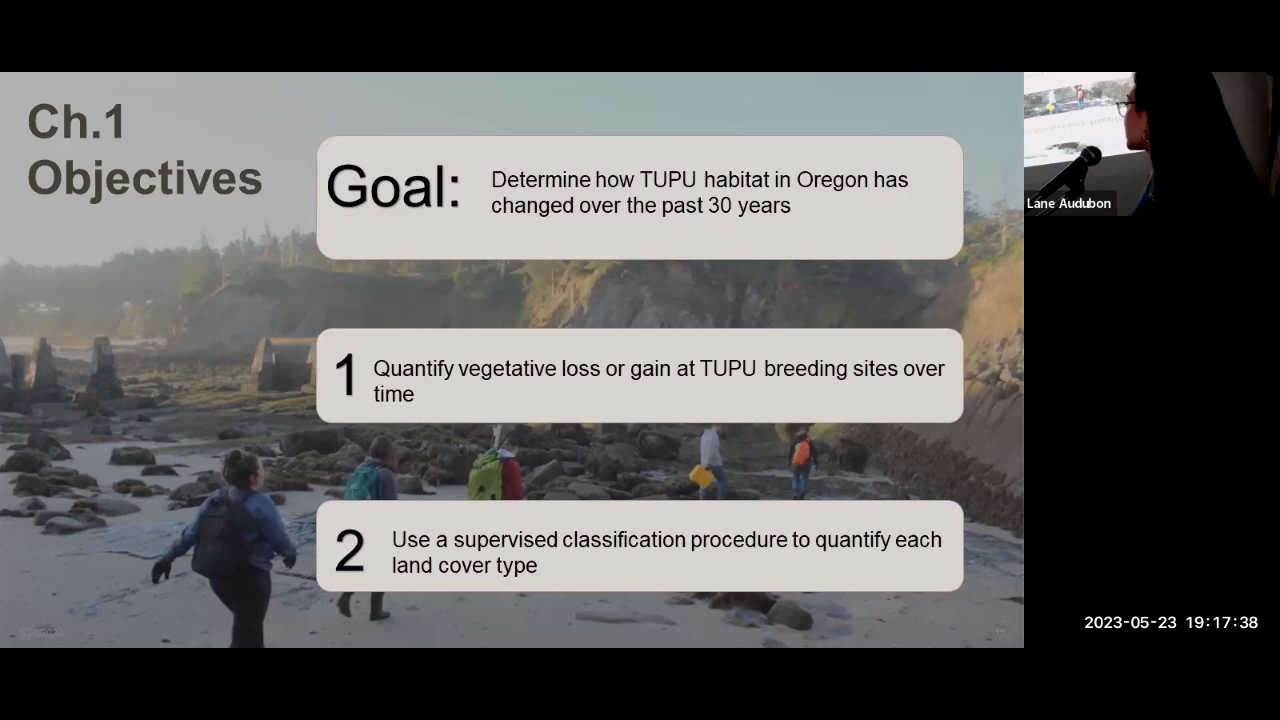 Ch.1
Objectives
Goal:
Determine how TUPU habitat in Oregon has
changed over the past 30 years
1
Quantify vegetative loss or gain at TUPU breeding sites over
time
2
Use a supervised classification procedure to quantify each
land cover type
Lane Audubon
2023-05-23 19:17:38